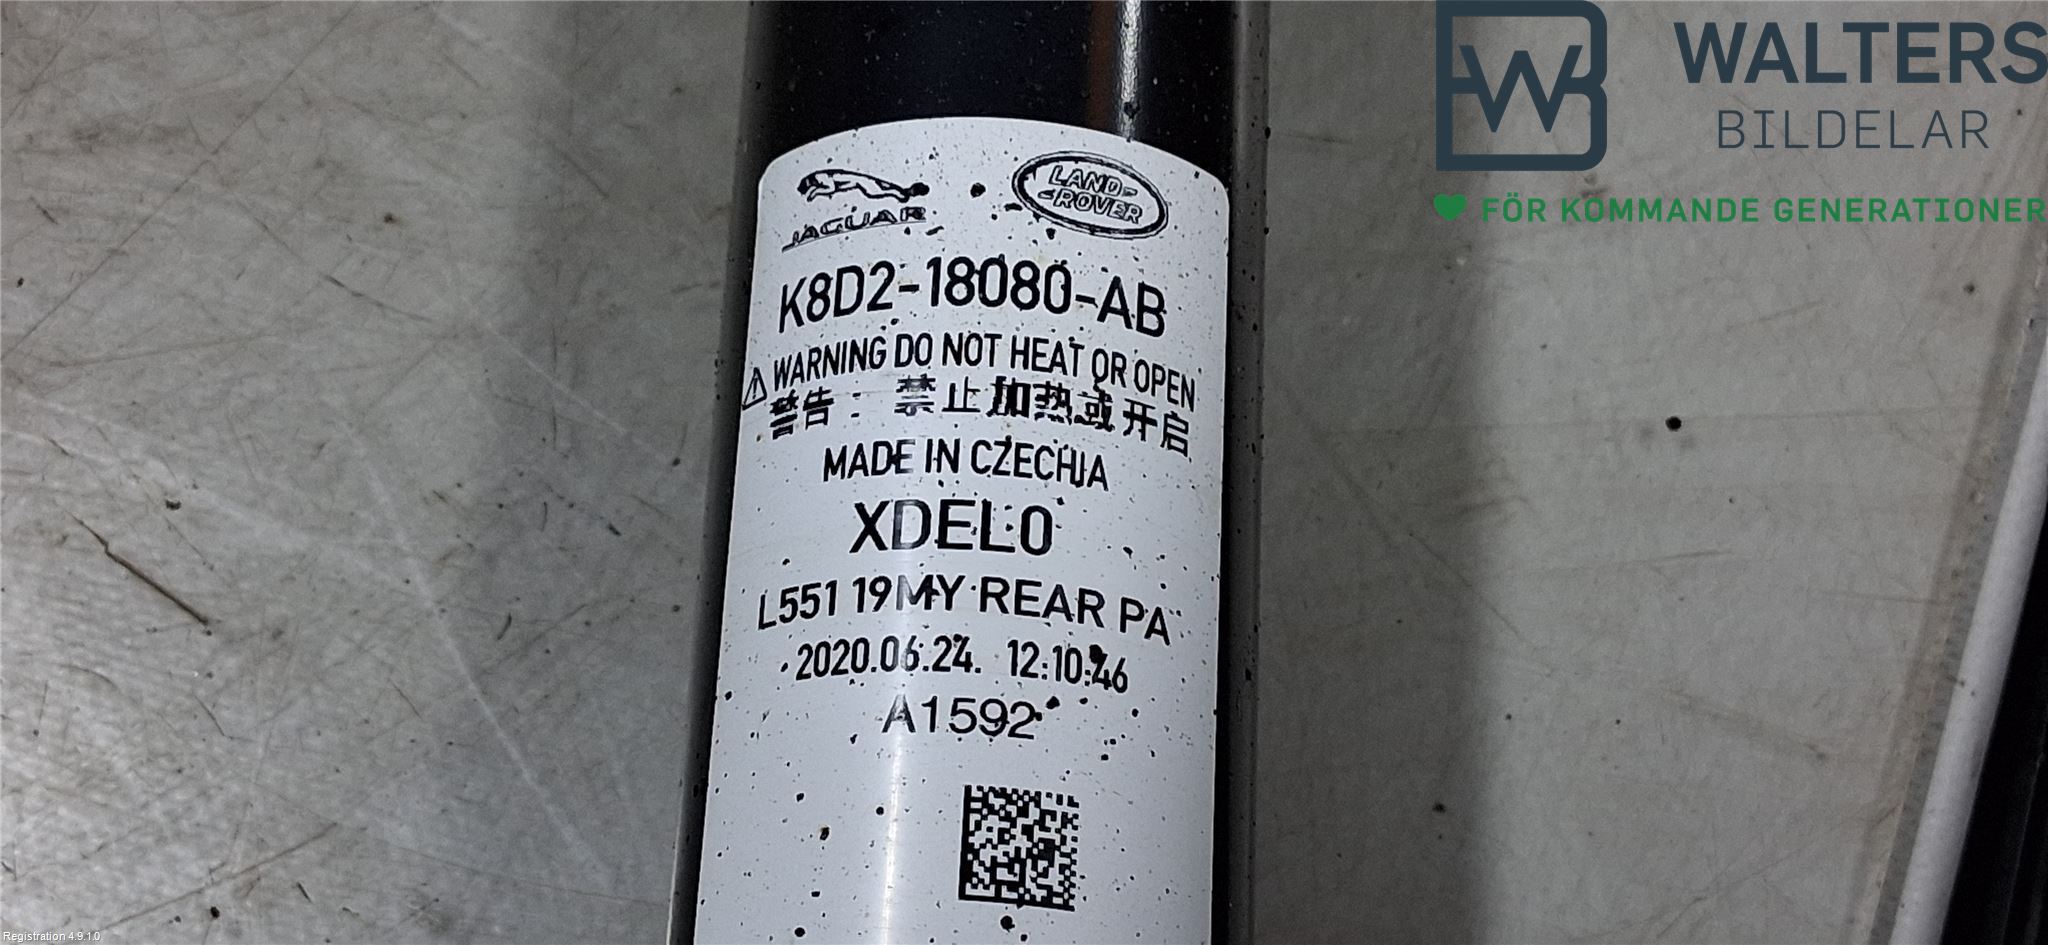 WALTERS
BILDELAR
FÖR KOMMANDE GENERATIONER
JAGUAR
LAND-
ROVER
K8D2-18080-AB
WARNING DO NOT HEAT OR OPEN
警告：禁止加热或开启
MADE IN CZECHIA
XDEL0
L551 19MY REAR PA
2020.06.24. 12:10:46
A1592
Registration 4.9.1.0